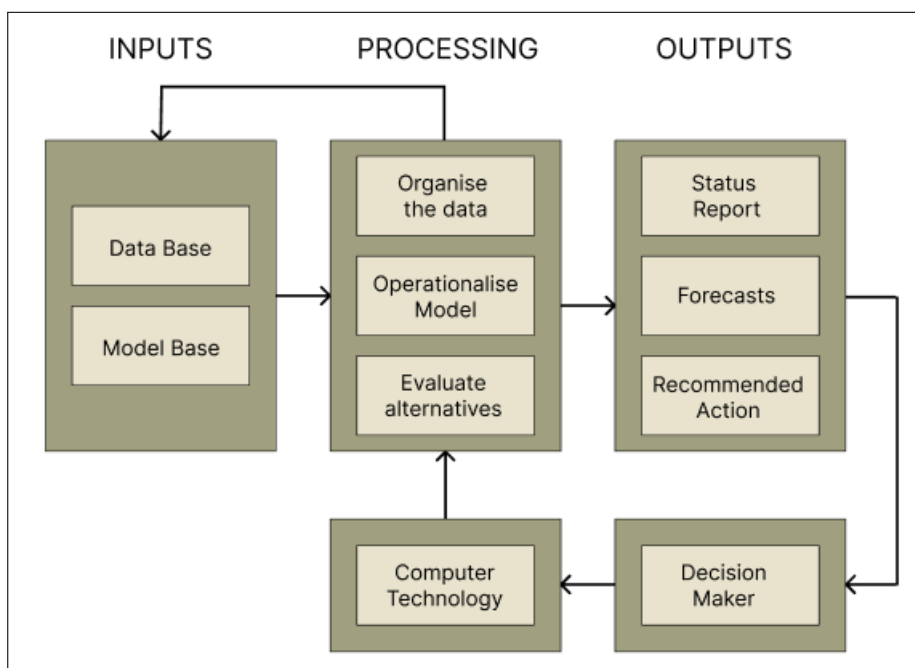 INPUTS
PROCESSING
OUTPUTS
Data Base
Model Base
Organise
the data
Operationalise
Model
Evaluate
alternatives
Status
Report
Forecasts
Recommended
Action
Computer
Technology
Decision
Maker